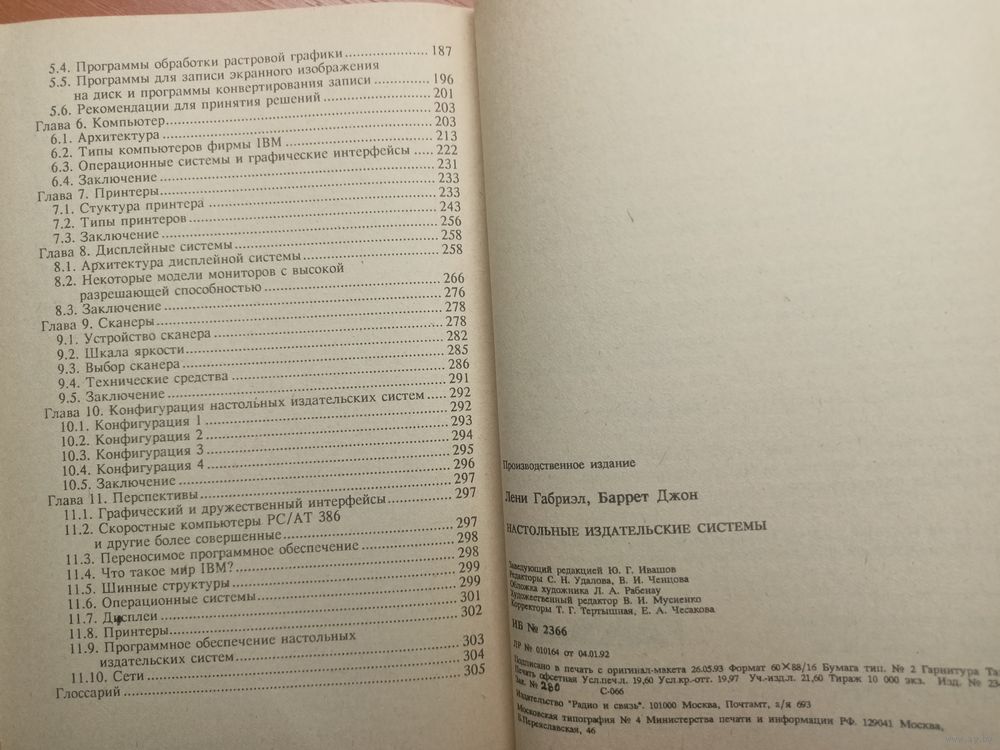 5.4. Программы обработки растровой графики ................ 187
5.5. Программы для записи экранного изображения
на диск и программы конвертирования записи ............ 196
5.6. Рекомендации для принятия решений .................. 201
Глава 6. Компьютер .................. 203
6.1. Архитектура .................. 203
6.2. Типы компьютеров фирмы IBM .................. 213
6.3. Операционные системы и графические интерфейсы ..... 222
6.4. Заключение .................. 231
Глава 7. Принтеры .................. 233
7.1. Стуктура принтера .................. 233
7.2. Типы принтеров .................. 243
7.3. Заключение .................. 256
Глава 8. Дисплейные системы .................. 258
8.1. Архитектура дисплейной системы .................. 258
8.2. Некоторые модели мониторов с высокой
разрешающей способностью .................. 266
8.3. Заключение .................. 276
Глава 9. Сканеры .................. 278
9.1. Устройство сканера .................. 278
9.2. Шкала яркости .................. 282
9.3. Выбор сканера .................. 285
9.4. Технические средства .................. 286
9.5. Заключение .................. 291
Глава 10. Конфигурация настольных издательских систем ..... 292
10.1. Конфигурация 1 .................. 292
10.2. Конфигурация 2 .................. 293
10.3. Конфигурация 3 .................. 294
10.4. Конфигурация 4 .................. 295
10.5. Заключение .................. 296
Глава 11. Перспективы .................. 297
11.1. Графический и дружественный интерфейсы .................. 297
11.2. Скоростные компьютеры PC/AT 386
и другие более совершенные .................. 297
11.3. Переносимое программное обеспечение .................. 298
11.4. Что такое мир IBM? .................. 298
11.5. Шинные структуры .................. 299
11.6. Операционные системы .................. 299
11.7. Дисплеи .................. 301
11.8. Принтеры .................. 302
11.9. Программное обеспечение настольных
издательских систем .................. 303
11.10. Сети .................. 304
Глоссарий .................. 305
Производственное издание
Лени Габриэл, Баррет Джон
НАСТОЛЬНЫЕ ИЗДАТЕЛЬСКИЕ СИСТЕМЫ
Заведующий редакцией Ю. Г. Ивашов
Редакторы С. Н. Удалова, В. И. Ченцова
Обложка художника Л. А. Рабенау
Художественный редактор В. И. Мусиенко
Корректоры Т. Г. Тертышная, Е. А. Чесакова
ИБ № 2366
ЛР № 010164 от 04.01.92
Подписано в печать с оригинал-макета 26.05.93 Формат 60×88/16 Бумага тип. № 2 Гарнитура
Печать офсетная Усл.печ.л. 19,60 Усл.кр.-отт. 19,97 Уч.-изд.л. 21,60 Тираж 10 000 экз. Изд. №
Зак. № 280 С-066
Издательство "Радио и связь". 101000 Москва, Почтамт, а/я 693
Московская типография № 4 Министерства печати и информации РФ. 129041 Москва,
Б.Переяславская, 46